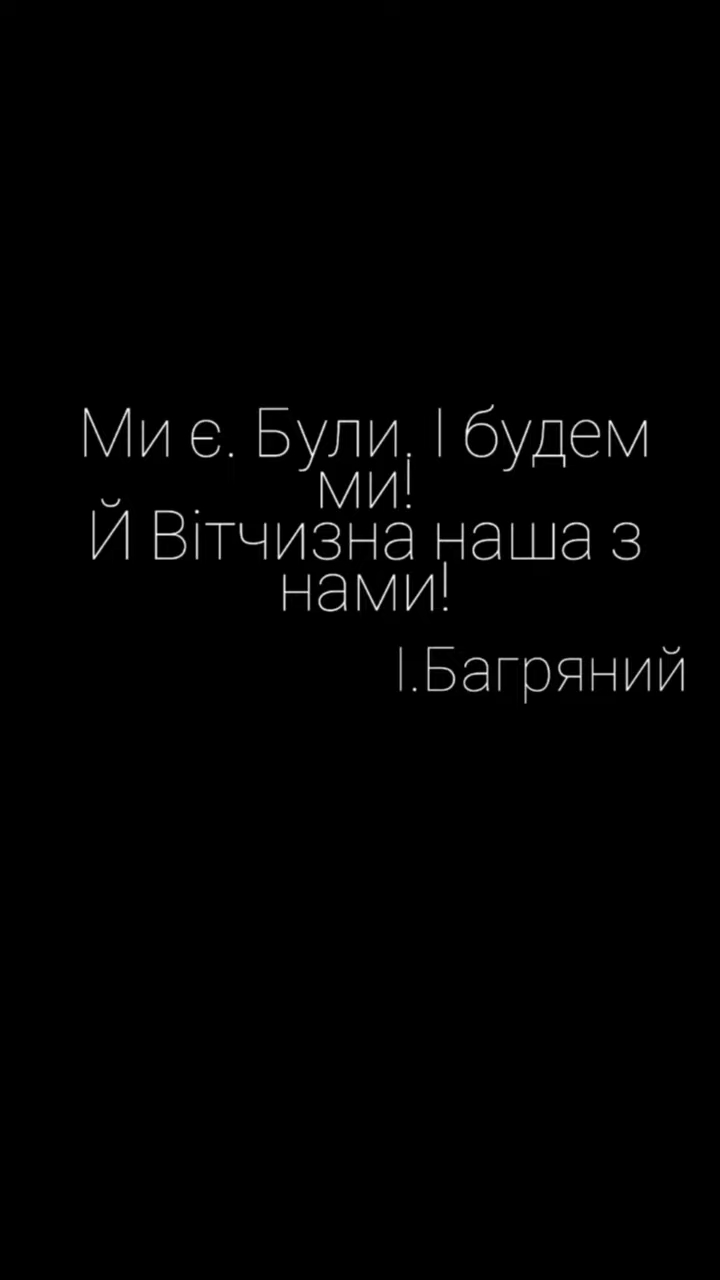 Ми є. Були. І будем
ми!
Й Вітчизна наша з
нами!
І.Багряний